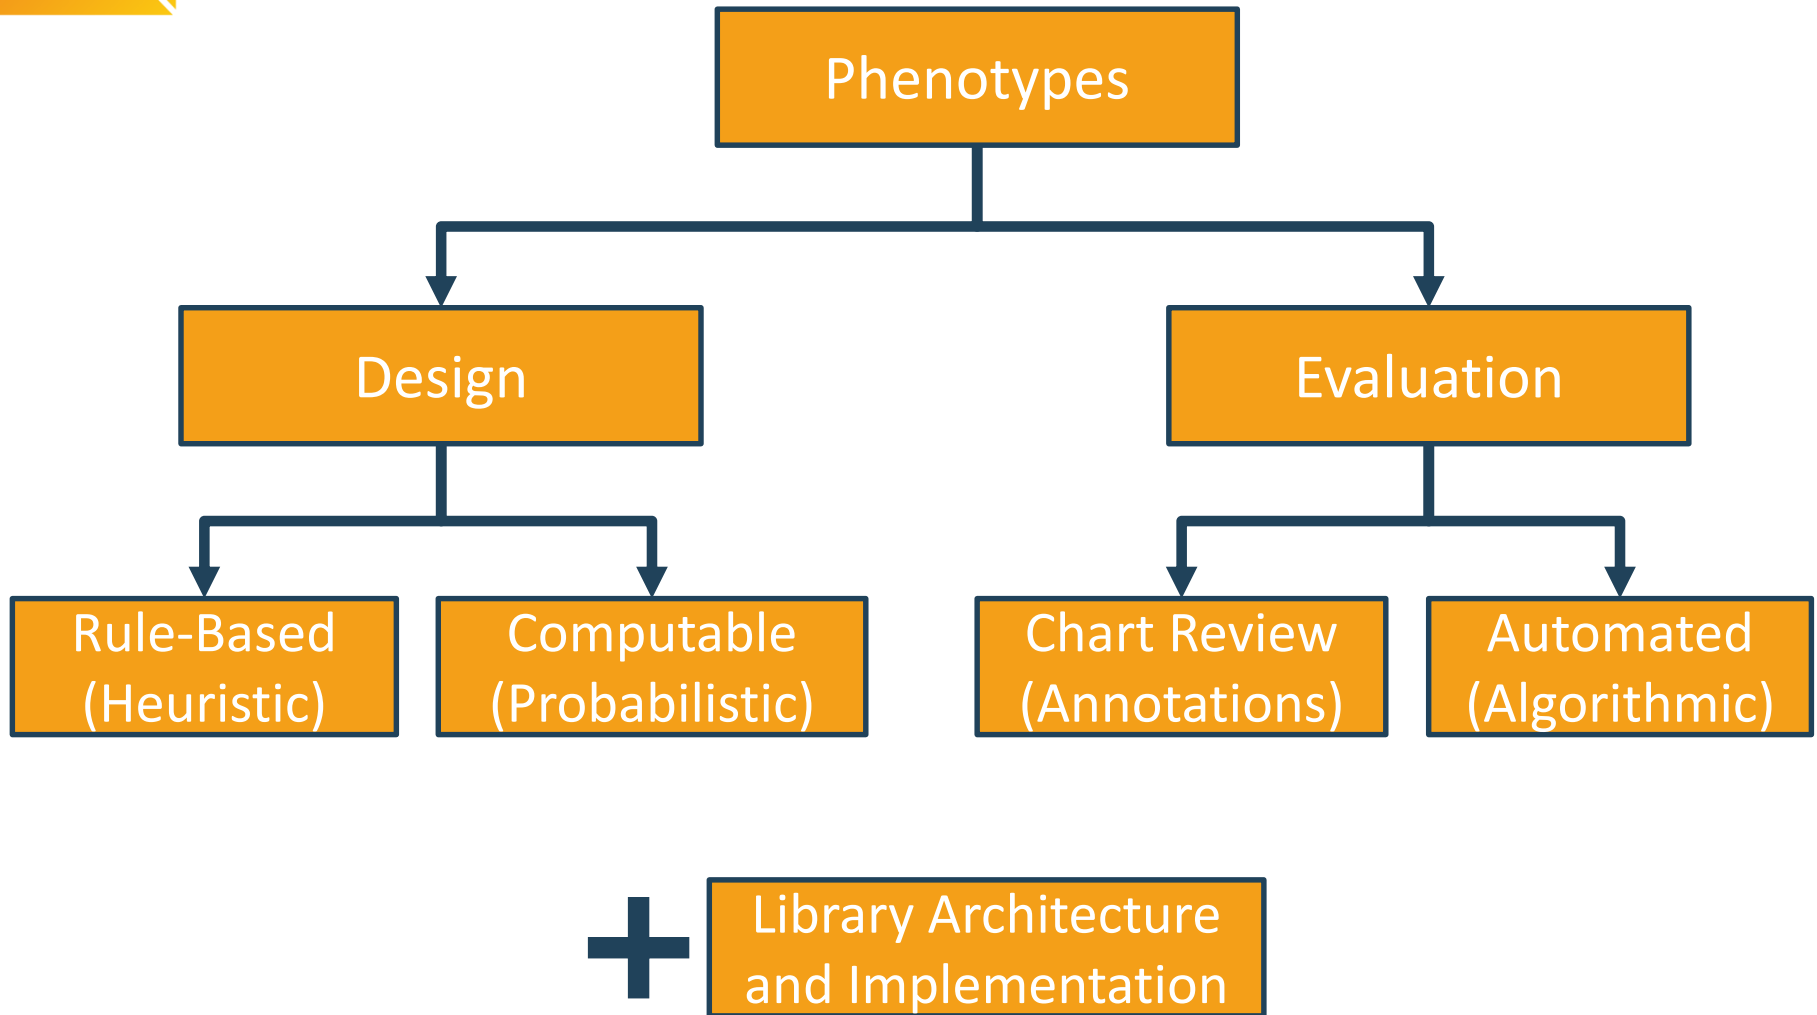 Phenotypes
Design
Evaluation
Rule-Based
(Heuristic)
Computable
(Probabilistic)
Chart Review
(Annotations)
Automated
(Algorithmic)
Library Architecture
and Implementation